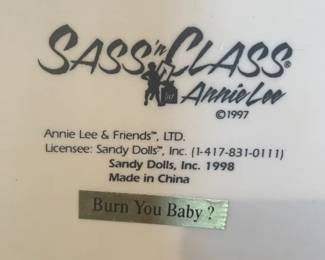 SASS 'n CLASS®
Annie Lee
©1997
Annie Lee & Friends™, LTD.
Licensee: Sandy Dolls™, Inc. (1-417-831-0111)
Sandy Dolls, Inc. 1998
Made in China
Burn You Baby ?